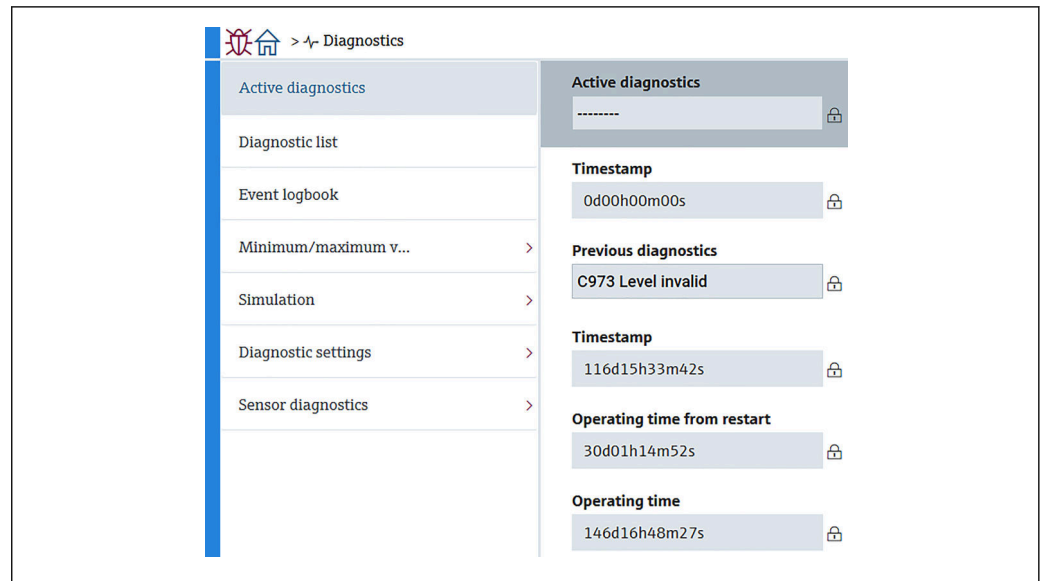 > Diagnostics
Active diagnostics
Diagnostic list
Event logbook
Minimum/maximum v...
Simulation
Diagnostic settings
Sensor diagnostics
Active diagnostics
--------
Timestamp
0d00h00m00s
Previous diagnostics
C973 Level invalid
Timestamp
116d15h33m42s
Operating time from restart
30d01h14m52s
Operating time
146d16h48m27s